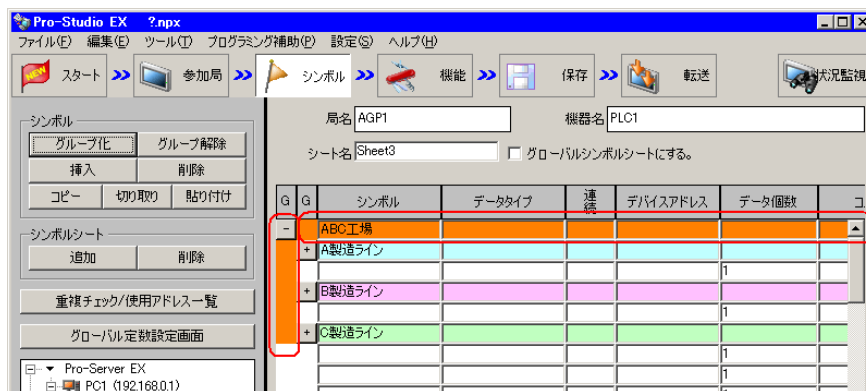 Pro-Studio EX　?.npx
ファイル(F)　編集(E)　ツール(T)　プログラミング補助(P)　設定(S)　ヘルプ(H)
NEW スタート » 参加局 » シンボル » 機能 » 保存 » 転送 状況監視
シンボル
グループ化 グループ解除
挿入 削除
コピー 切り取り 貼り付け
シンボルシート
追加 削除
重複チェック/使用アドレス一覧
グローバル定数設定画面
Pro-Server EX
PC1 (192.168.0.1)
局名 AGP1 機器名 PLC1
シート名 Sheet3 グローバルシンボルシートにする。
G G シンボル データタイプ 連続 デバイスアドレス データ個数 コ
- ABC工場
+ A製造ライン
1
+ B製造ライン
1
+ C製造ライン
1
1